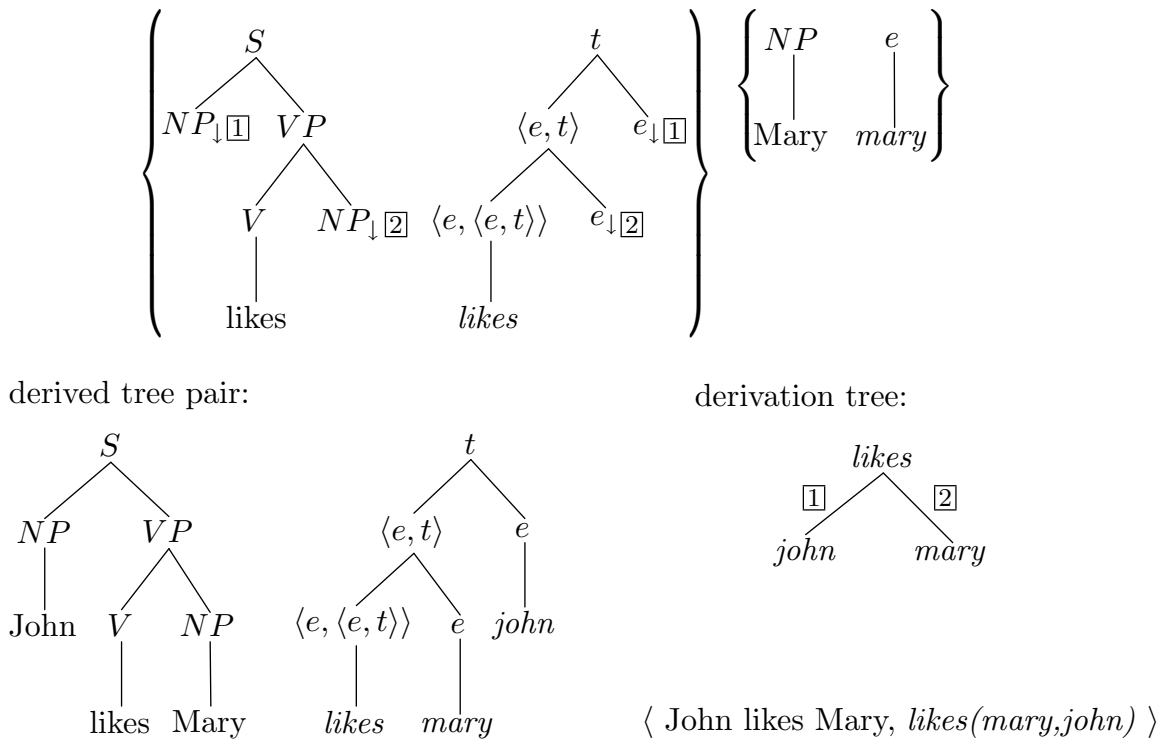 S t NP e
NP↓[1] VP ⟨e, t⟩ e↓[1] Mary mary
V NP↓[2] ⟨e, ⟨e, t⟩⟩ e↓[2]
likes likes
derived tree pair: derivation tree:
S t likes
[1] [2]
NP VP ⟨e, t⟩ e john mary
John V NP ⟨e, ⟨e, t⟩⟩ e john
likes Mary likes mary ⟨ John likes Mary, likes(mary,john) ⟩